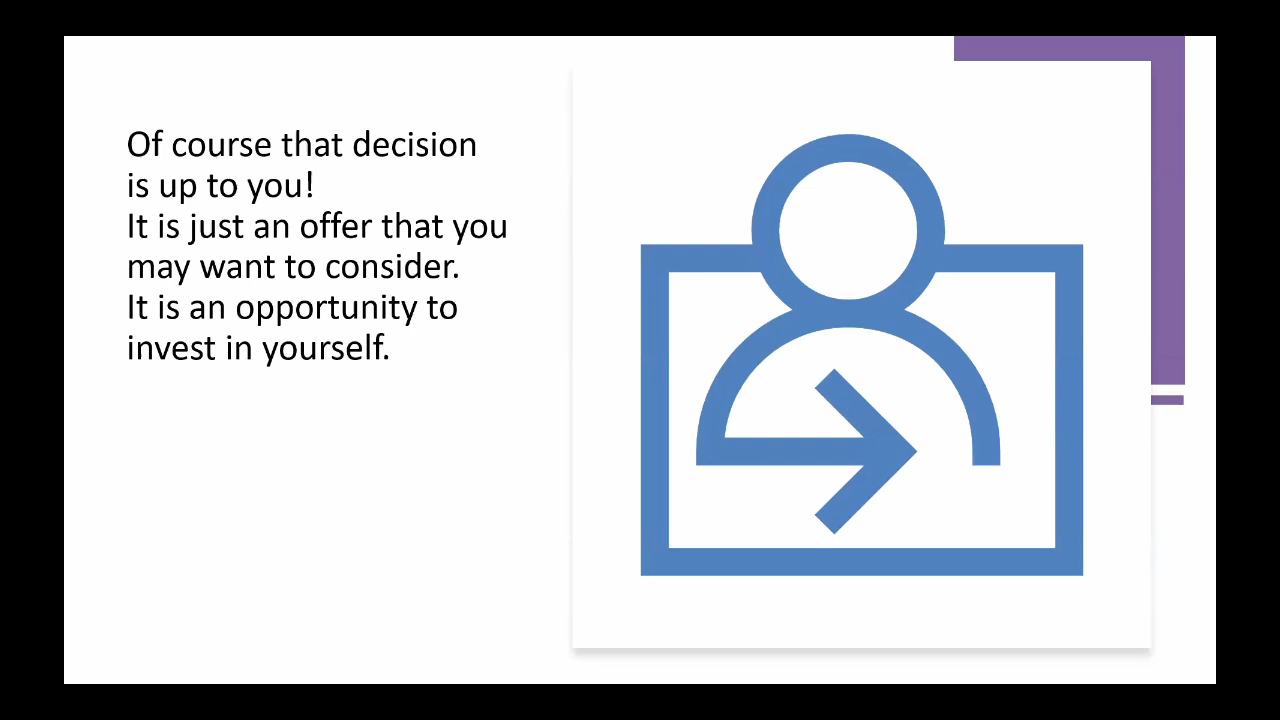 Of course that decision
is up to you!
It is just an offer that you
may want to consider.
It is an opportunity to
invest in yourself.